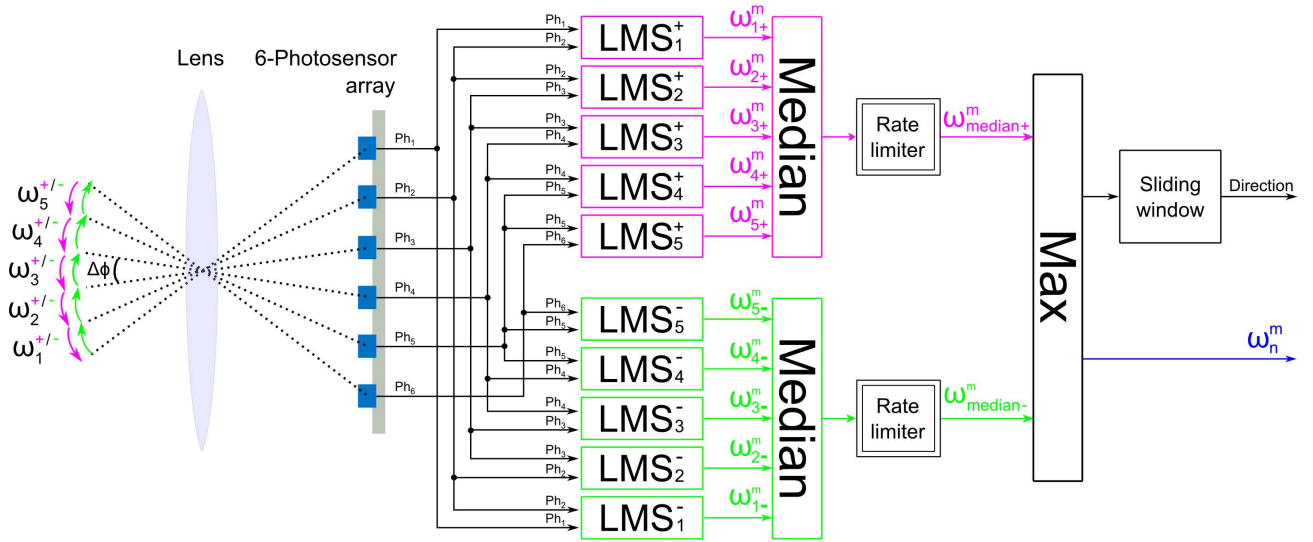 Lens
6-Photosensor
array
ω₅⁺/⁻
ω₄⁺/⁻
ω₃⁺/⁻
Δϕ
ω₂⁺/⁻
ω₁⁺/⁻
Ph₁
Ph₂
Ph₃
Ph₄
Ph₅
Ph₆
Ph₁
Ph₂
LMS₁⁺
ω₁₊ᵐ
Ph₂
Ph₃
LMS₂⁺
ω₂₊ᵐ
Ph₃
Ph₄
LMS₃⁺
ω₃₊ᵐ
Ph₄
Ph₅
LMS₄⁺
ω₄₊ᵐ
Ph₅
Ph₆
LMS₅⁺
ω₅₊ᵐ
Median
Rate
limiter
ωᵐmedian+
Ph₆
Ph₅
LMS₅⁻
ω₅₋ᵐ
Ph₅
Ph₄
LMS₄⁻
ω₄₋ᵐ
Ph₄
Ph₃
LMS₃⁻
ω₃₋ᵐ
Ph₃
Ph₂
LMS₂⁻
ω₂₋ᵐ
Ph₂
Ph₁
LMS₁⁻
ω₁₋ᵐ
Median
Rate
limiter
ωᵐmedian-
Max
Sliding
window
Direction
ωₙᵐ